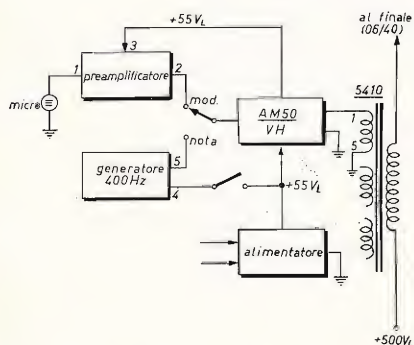 al finale
(06/40)
+55VL
3
1
preamplificatore
2
5410
micro
mod.
AM50
VH
1
5
nota
generatore
400Hz
5
4
+55VL
alimentatore
+500VL